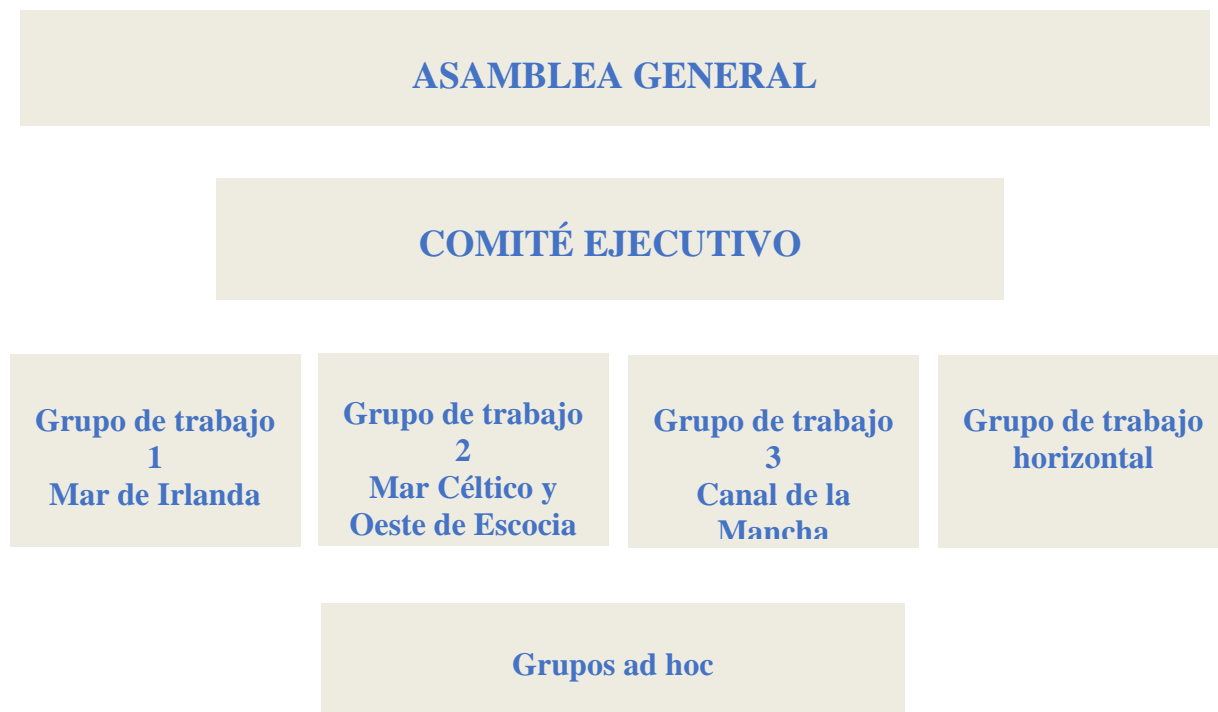 ASAMBLEA GENERAL
COMITÉ EJECUTIVO
Grupo de trabajo
1
Mar de Irlanda
Grupo de trabajo
2
Mar Céltico y
Oeste de Escocia
Grupo de trabajo
3
Canal de la
Mancha
Grupo de trabajo
horizontal
Grupos ad hoc